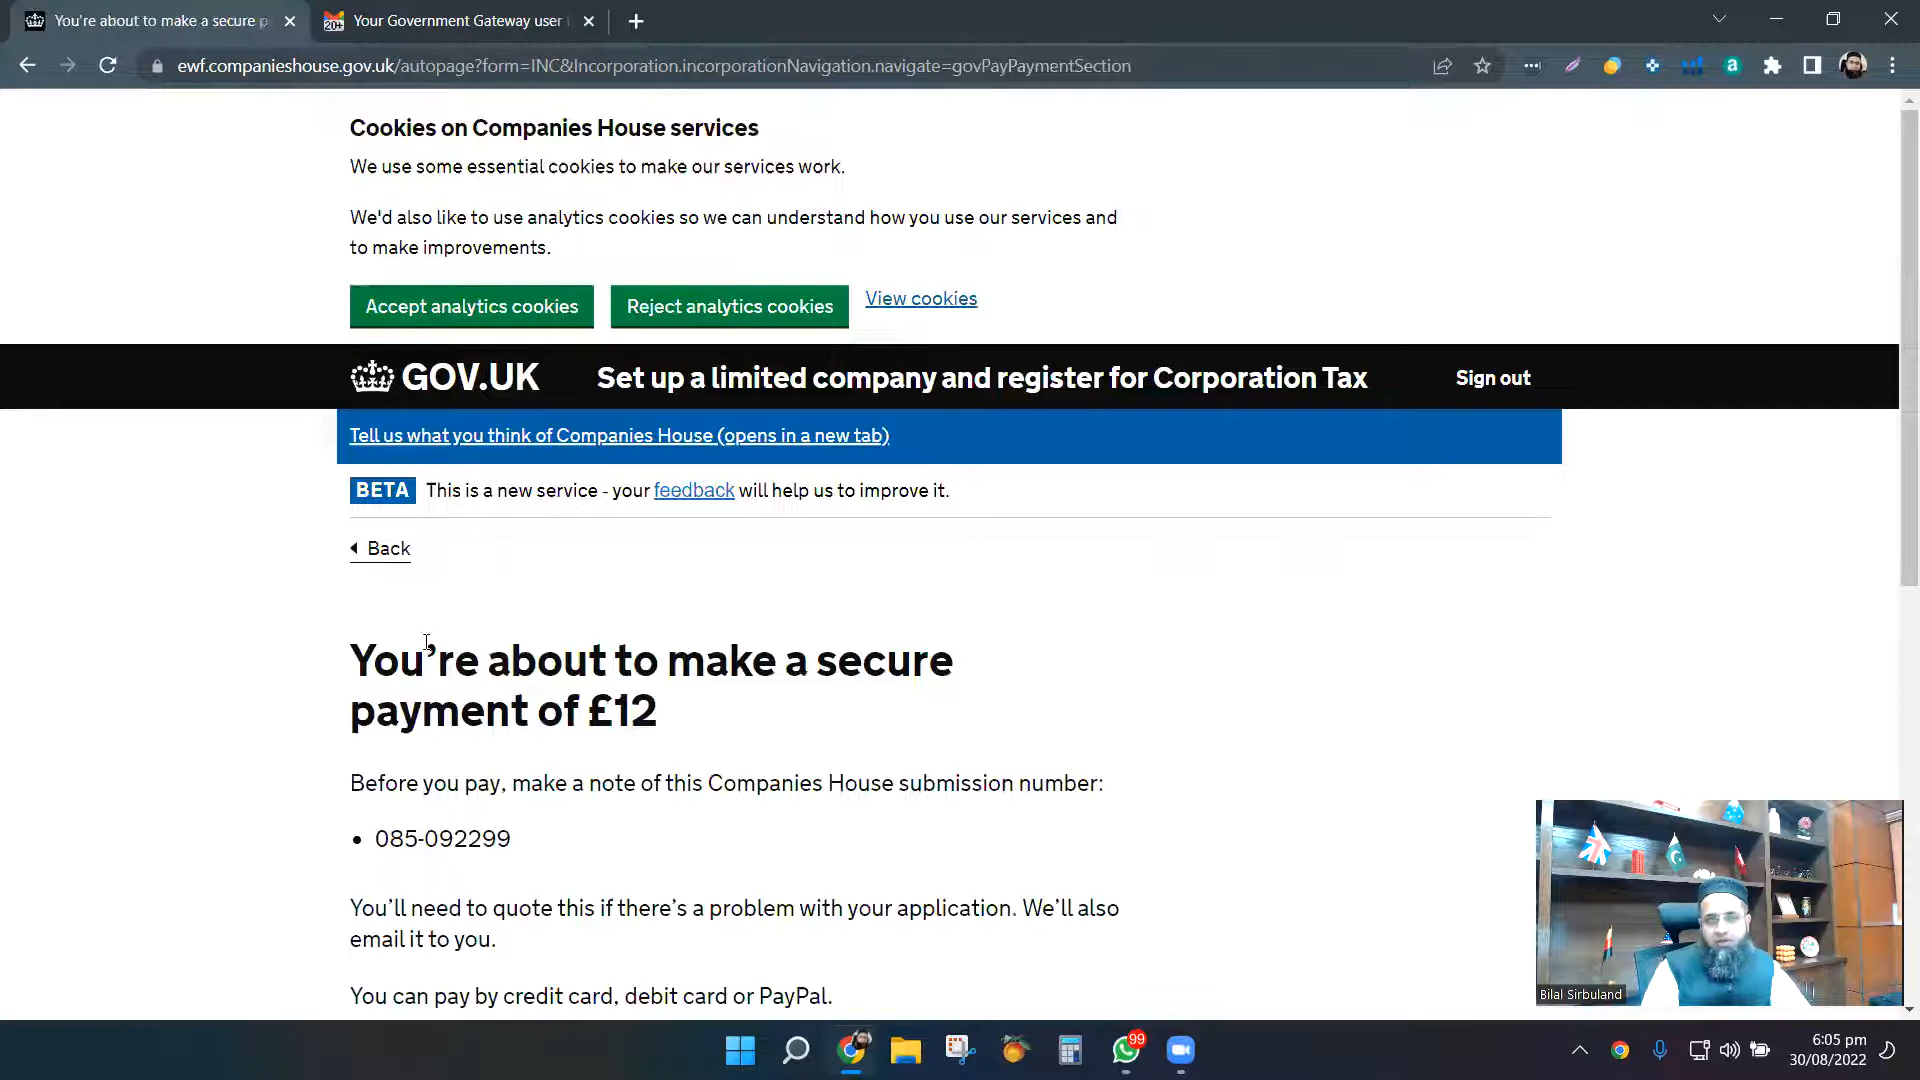 You're about to make a secure p
Your Government Gateway user
20+
ewf.companieshouse.gov.uk/autopage?form=INC&Incorporation.incorporationNavigation.navigate=govPayPaymentSection
Cookies on Companies House services
We use some essential cookies to make our services work.
We'd also like to use analytics cookies so we can understand how you use our services and
to make improvements.
Accept analytics cookies
Reject analytics cookies
View cookies
GOV.UK
Set up a limited company and register for Corporation Tax
Sign out
Tell us what you think of Companies House (opens in a new tab)
BETA This is a new service - your feedback will help us to improve it.
Back
You're about to make a secure
payment of £12
Before you pay, make a note of this Companies House submission number:
• 085-092299
You'll need to quote this if there's a problem with your application. We'll also
email it to you.
You can pay by credit card, debit card or PayPal.
Bilal Sirbuland
99
6:05 pm
30/08/2022